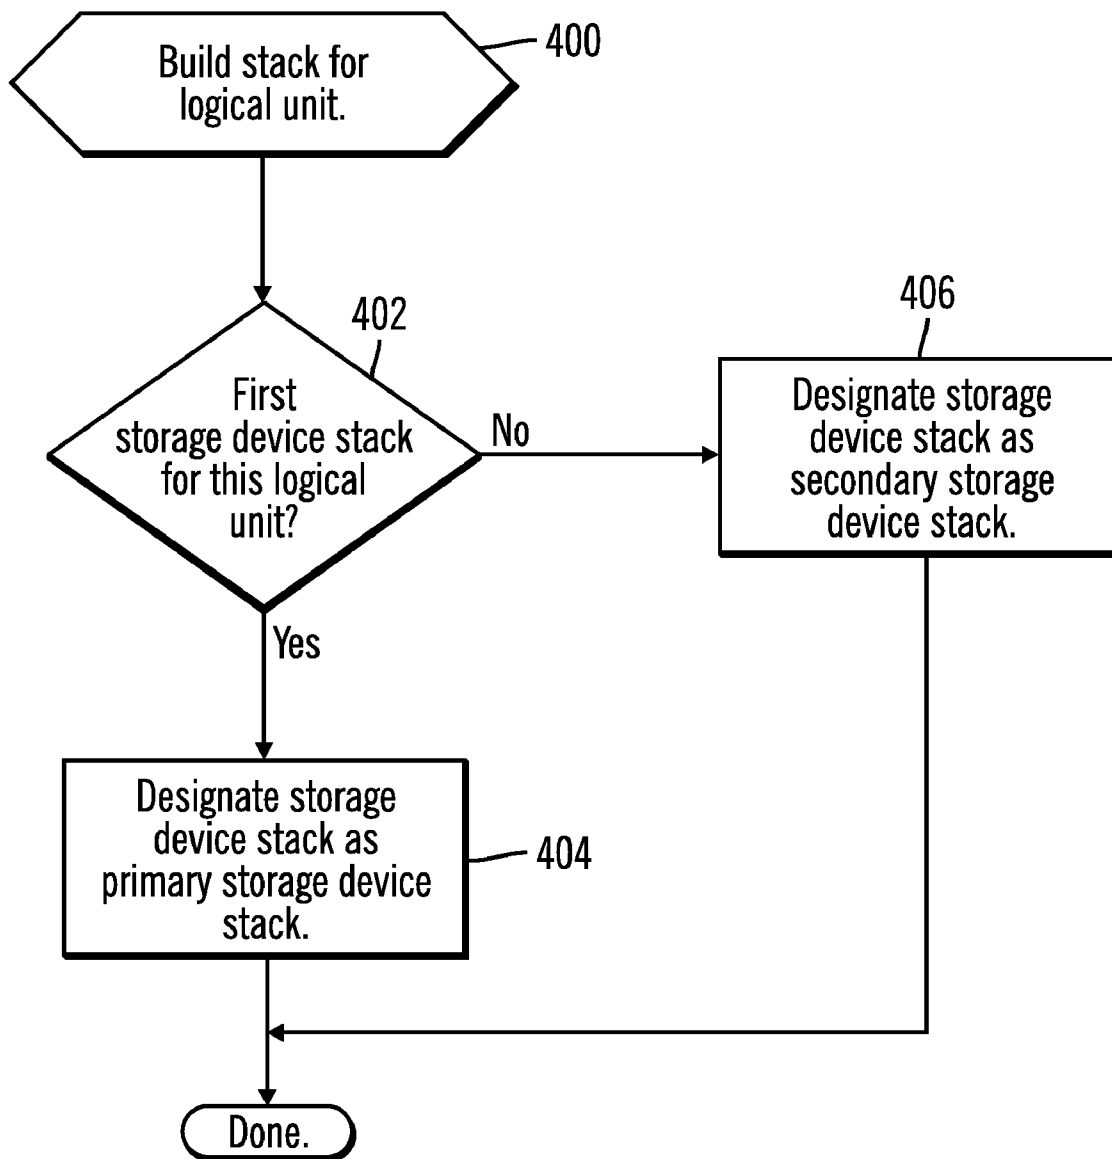 Build stack for
logical unit.
400
402
First
storage device stack
for this logical
unit?
No
406
Designate storage
device stack as
secondary storage
device stack.
Yes
Designate storage
device stack as
primary storage device
stack.
404
Done.